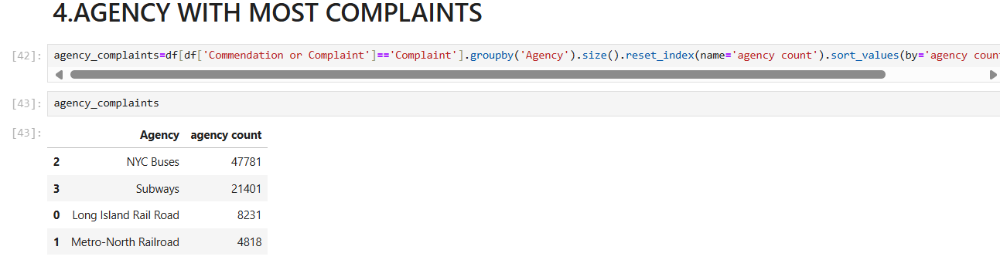 4.AGENCY WITH MOST COMPLAINTS
[42]: agency_complaints=df[df['Commendation or Complaint']=='Complaint'].groupby('Agency').size().reset_index(name='agency count').sort_values(by='agency coun
[43]: agency_complaints
[43]:
Agency agency count
2 NYC Buses 47781
3 Subways 21401
0 Long Island Rail Road 8231
1 Metro-North Railroad 4818